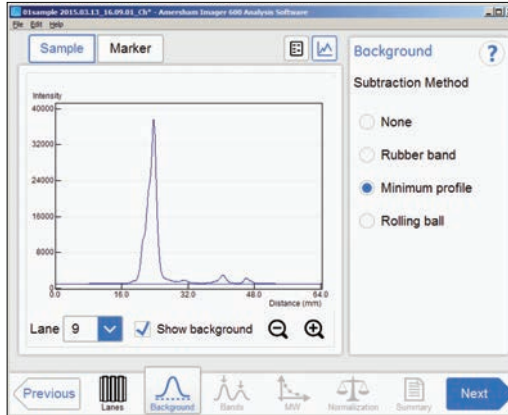 01sample 2015.03.13_16.09.01_Ch* - Amersham Imager 600 Analysis Software
File Edit Help
Sample Marker
Background ?
Subtraction Method
None
Rubber band
Minimum profile
Rolling ball
Intensity
40000
32000
24000
16000
8000
0.0 16.0 32.0 48.0 64.0
Distance (mm)
Lane 9 Show background
Previous Lanes Background Bands MW Normalization Summary Next